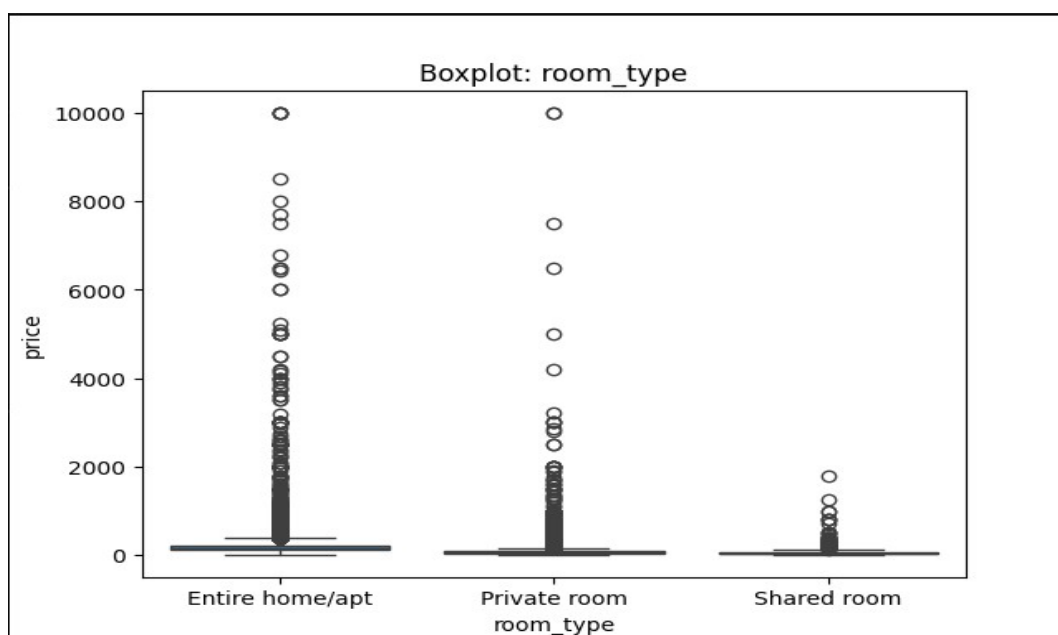 Boxplot: room_type
10000
8000
6000
4000
2000
0
price
Entire home/apt Private room Shared room
room_type